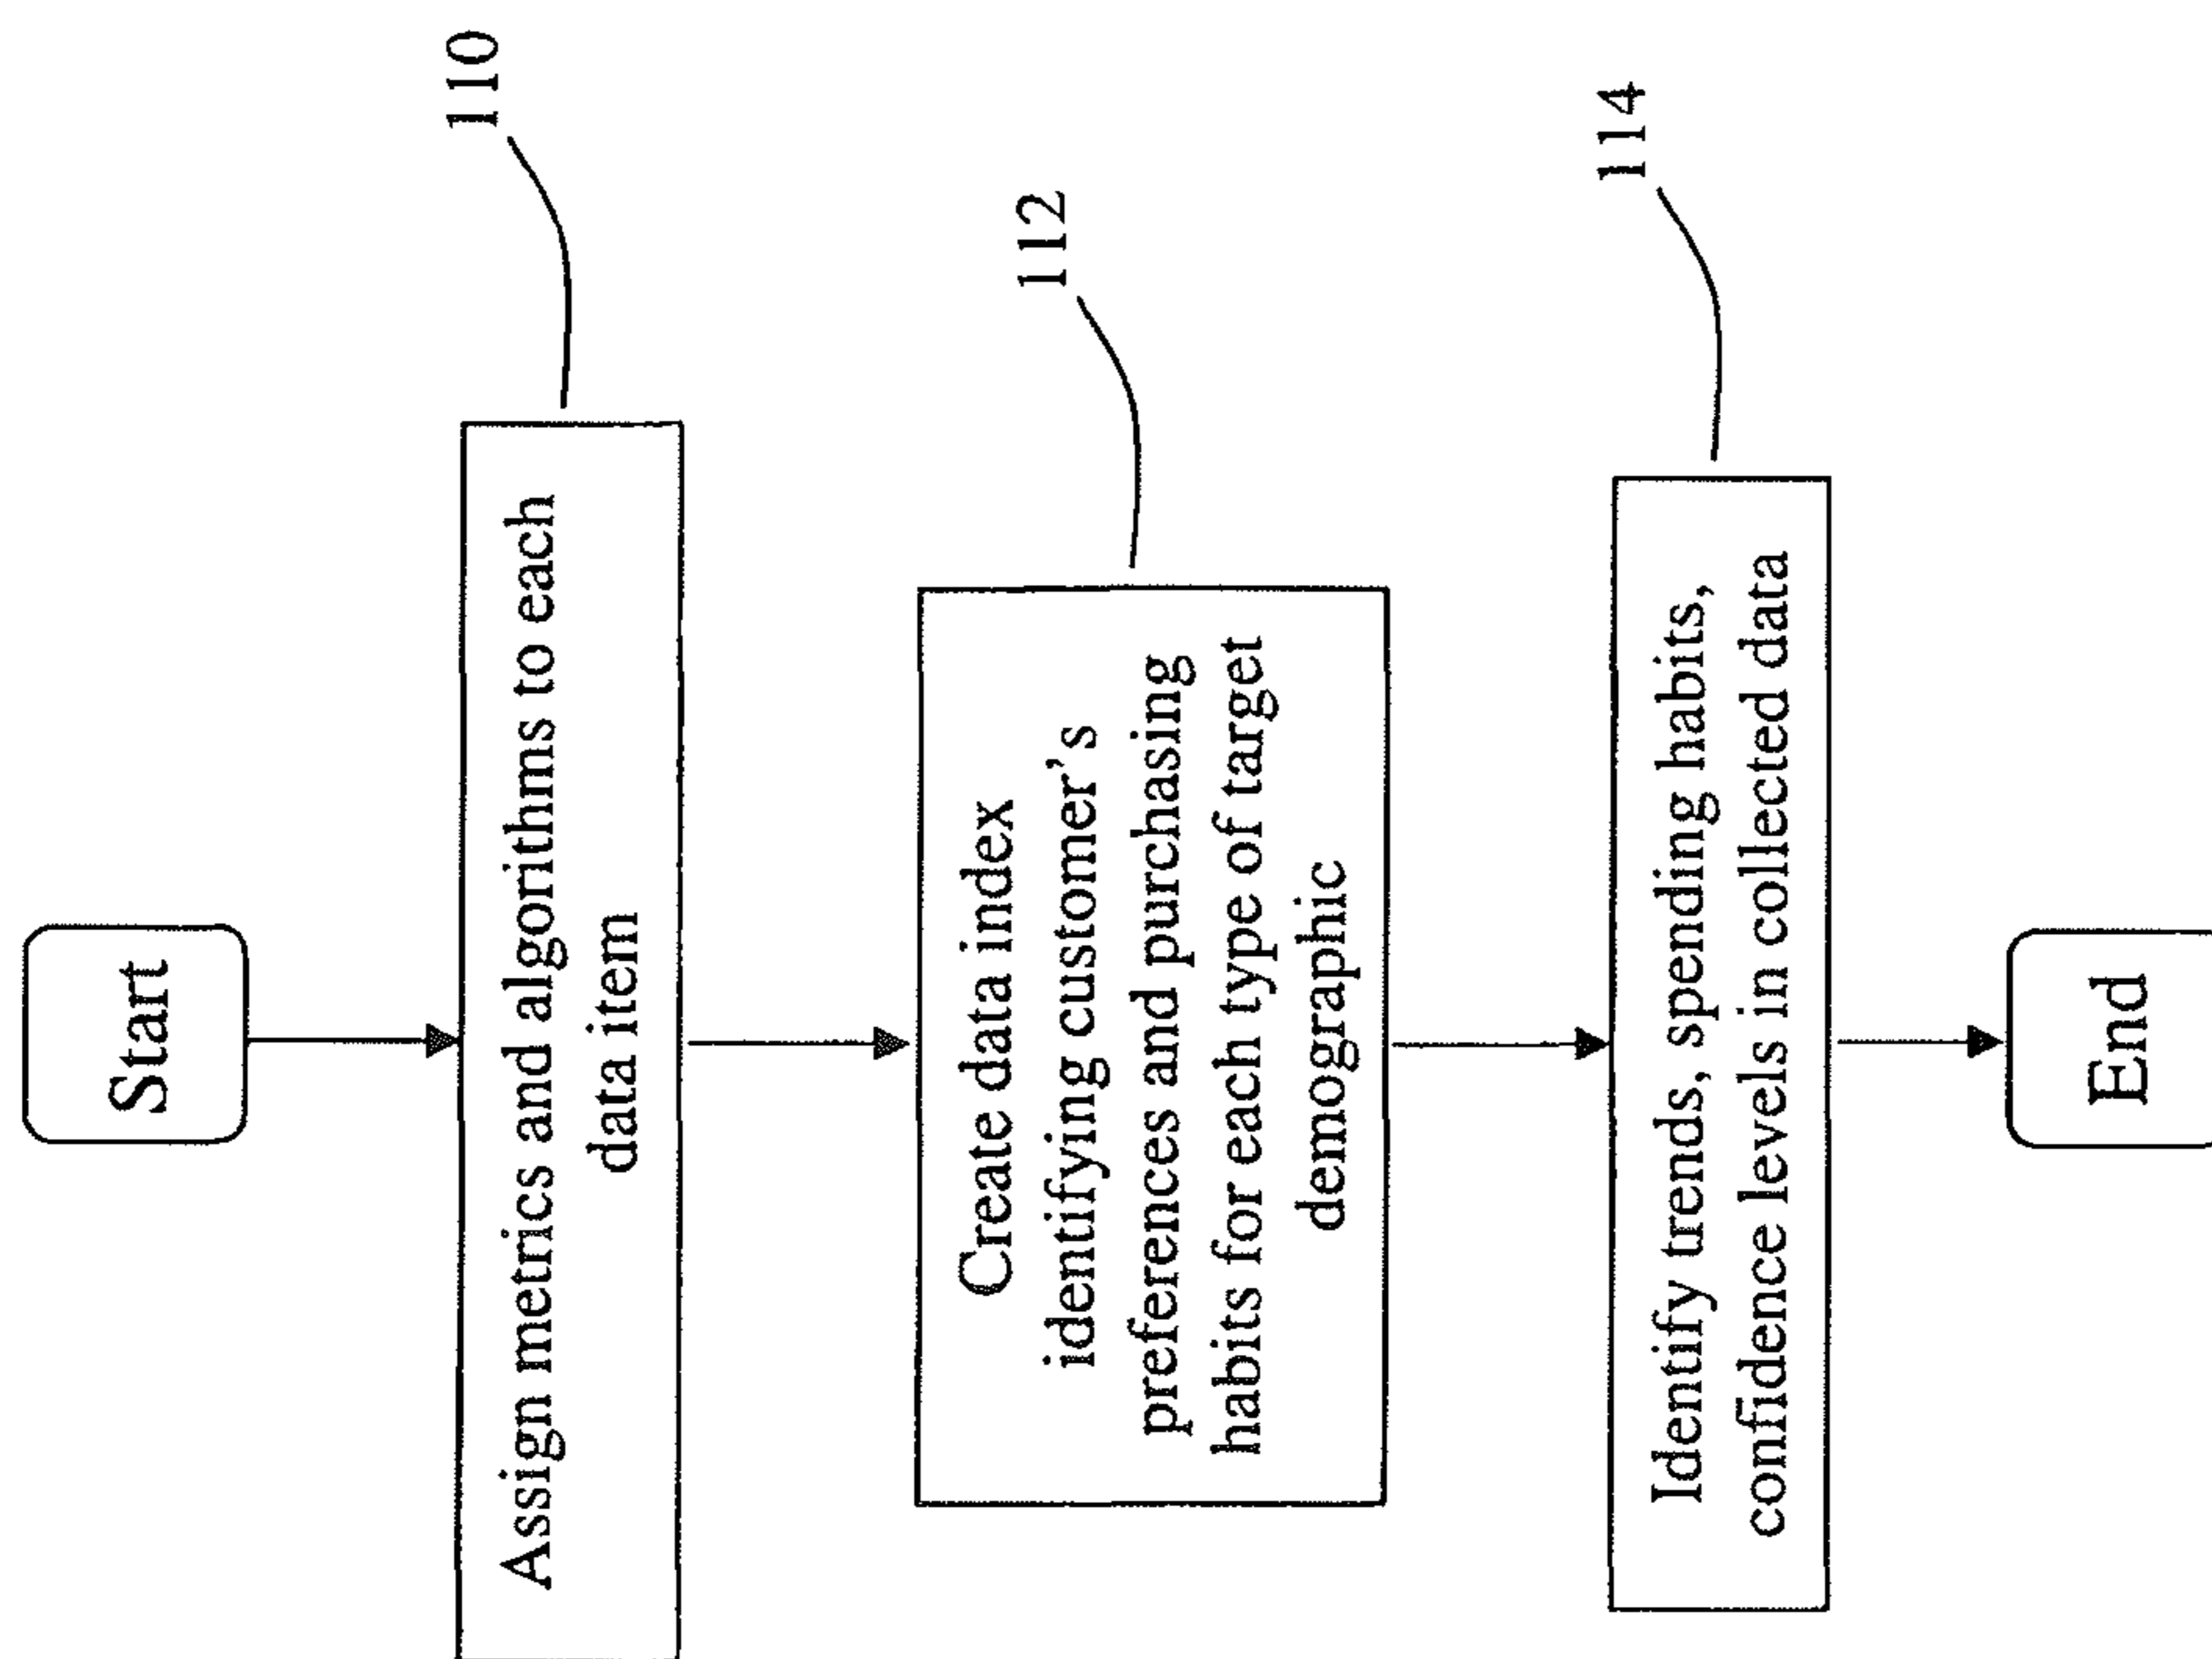 Start
110
Assign metrics and algorithms to each
data item
112
Create data index
identifying customer's
preferences and purchasing
habits for each type of target
demographic
114
Identify trends, spending habits,
confidence levels in collected data
End